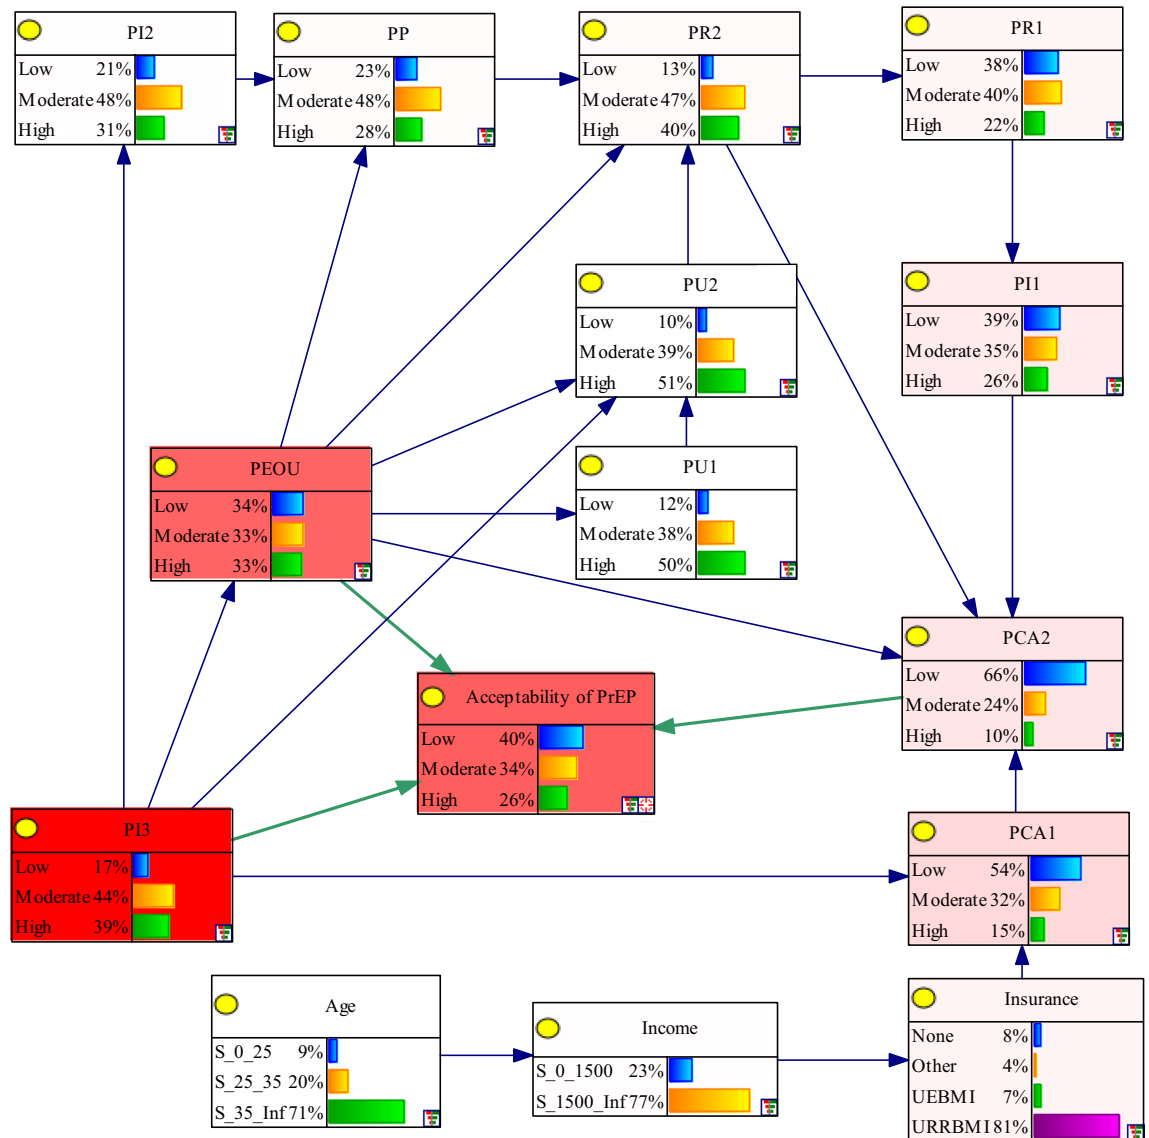 PI2
Low 21%
Moderate 48%
High 31%
PP
Low 23%
Moderate 48%
High 28%
PR2
Low 13%
Moderate 47%
High 40%
PR1
Low 38%
Moderate 40%
High 22%
PU2
Low 10%
Moderate 39%
High 51%
PI1
Low 39%
Moderate 35%
High 26%
PEOU
Low 34%
Moderate 33%
High 33%
PU1
Low 12%
Moderate 38%
High 50%
Acceptability of PrEP
Low 40%
Moderate 34%
High 26%
PCA2
Low 66%
Moderate 24%
High 10%
PI3
Low 17%
Moderate 44%
High 39%
PCA1
Low 54%
Moderate 32%
High 15%
Age
S_0_25 9%
S_25_35 20%
S_35_Inf 71%
Income
S_0_1500 23%
S_1500_Inf 77%
Insurance
None 8%
Other 4%
UEBMI 7%
URRBMI 81%